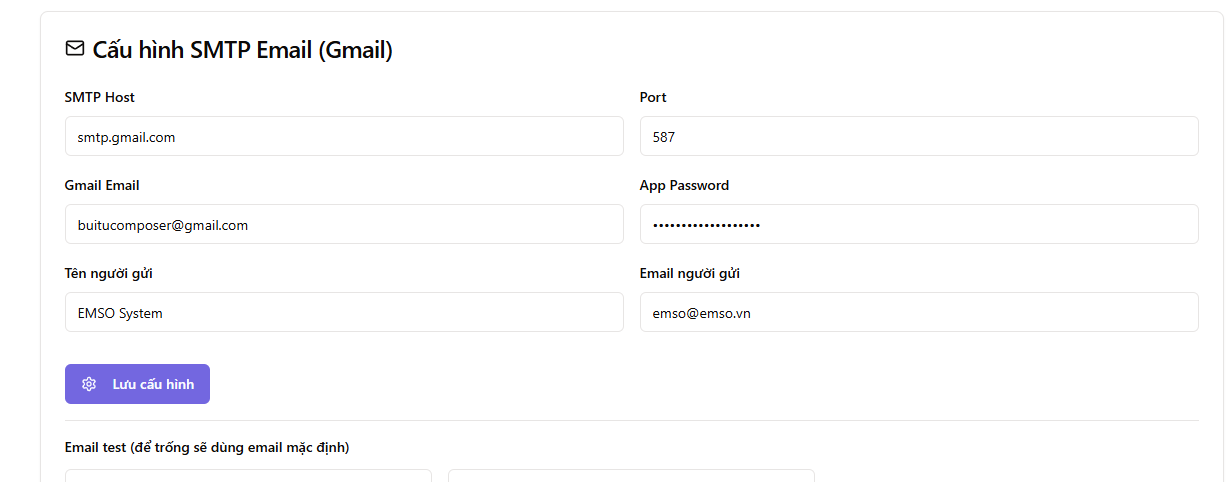 Cấu hình SMTP Email (Gmail)
SMTP Host
Port
smtp.gmail.com
587
Gmail Email
App Password
buitucomposer@gmail.com
•••••••••••••••••••
Tên người gửi
Email người gửi
EMSO System
emso@emso.vn
Lưu cấu hình
Email test (để trống sẽ dùng email mặc định)